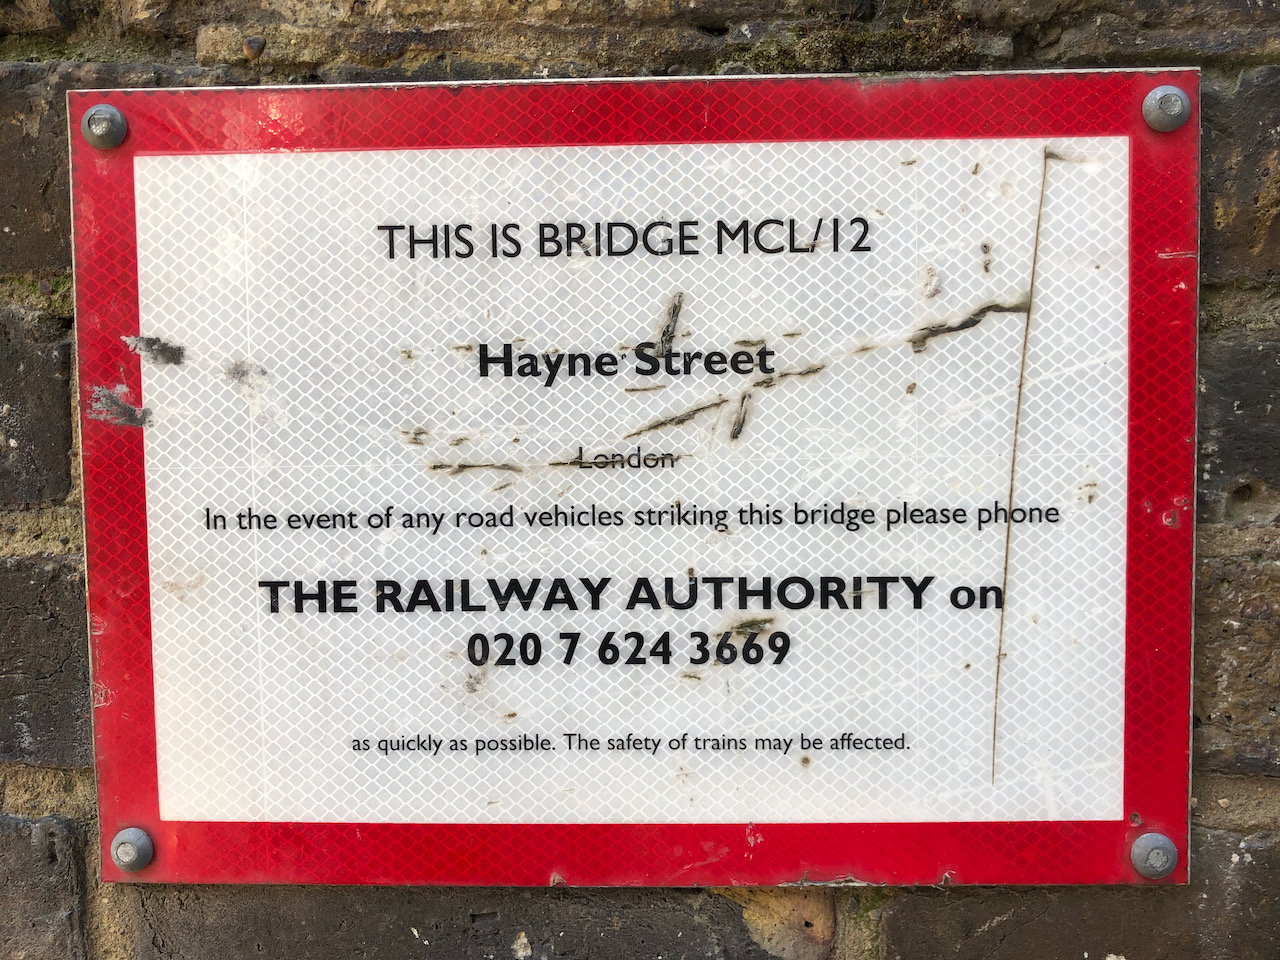 THIS IS BRIDGE MCL/12
Hayne Street
London
In the event of any road vehicles striking this bridge please phone
THE RAILWAY AUTHORITY on
020 7 624 3669
as quickly as possible. The safety of trains may be affected.